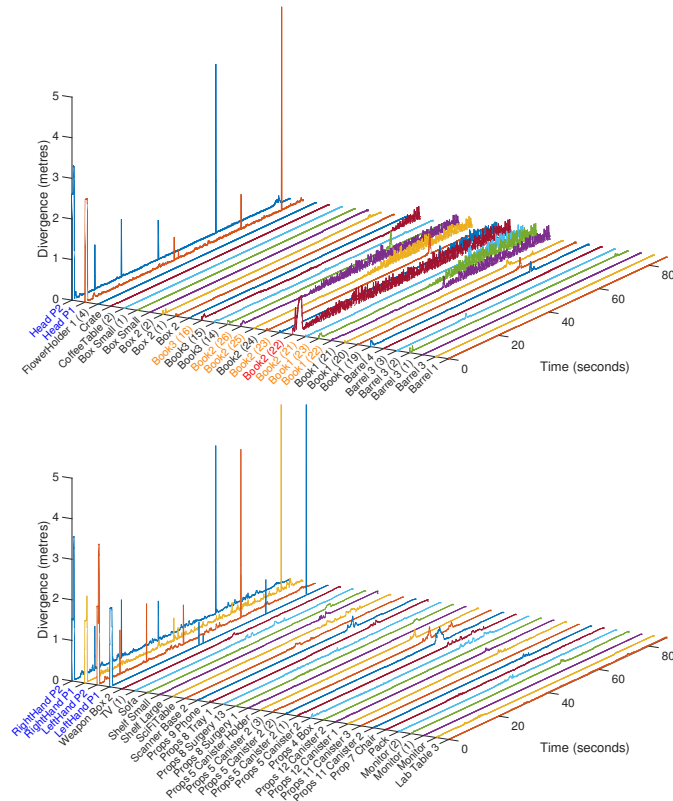 5
4
3
2
1
0
Divergence (metres)
Head P2
Head P1
FlowerHolder 1 (4)
Crate
CoffeeTable (2)
Box Small (1)
Box Small
Box 2 (2)
Box 2 (1)
Box 2
Book3 (16)
Book3 (15)
Book3 (14)
Book2 (26)
Book2 (25)
Book2 (24)
Book2 (23)
Book2 (22)
Book2 (21)
Book1 (23)
Book1 (22)
Book1 (21)
Book1 (20)
Book1 (19)
Barrel 4
Barrel 3 (3)
Barrel 3 (2)
Barrel 3 (1)
Barrel 3
Barrel 1
0
20
40
60
80
Time (seconds)
5
4
3
2
1
0
Divergence (metres)
RightHand P2
RightHand P1
LeftHand P2
LeftHand P1
Weapon Box 2
TV (1)
Sofa
Shelf Small
Shelf Large
SciFiTable
Scanner Base 2
Props 9 Phone
Props 8 Tray 1
Props 8 Surgery 13
Props 8 Surgery 1
Props 5 Canister Holder
Props 5 Canister 2 (3)
Props 5 Canister 2 (2)
Props 5 Canister 2 (1)
Props 5 Canister 2
Props 4 Box
Props 12 Canister 2
Props 12 Canister 1
Props 11 Canister 3
Props 11 Canister 2
Prop 7 Chair
Pack
Monitor (2)
Monitor (1)
Monitor
Lab Table 3
0
20
40
60
80
Time (seconds)